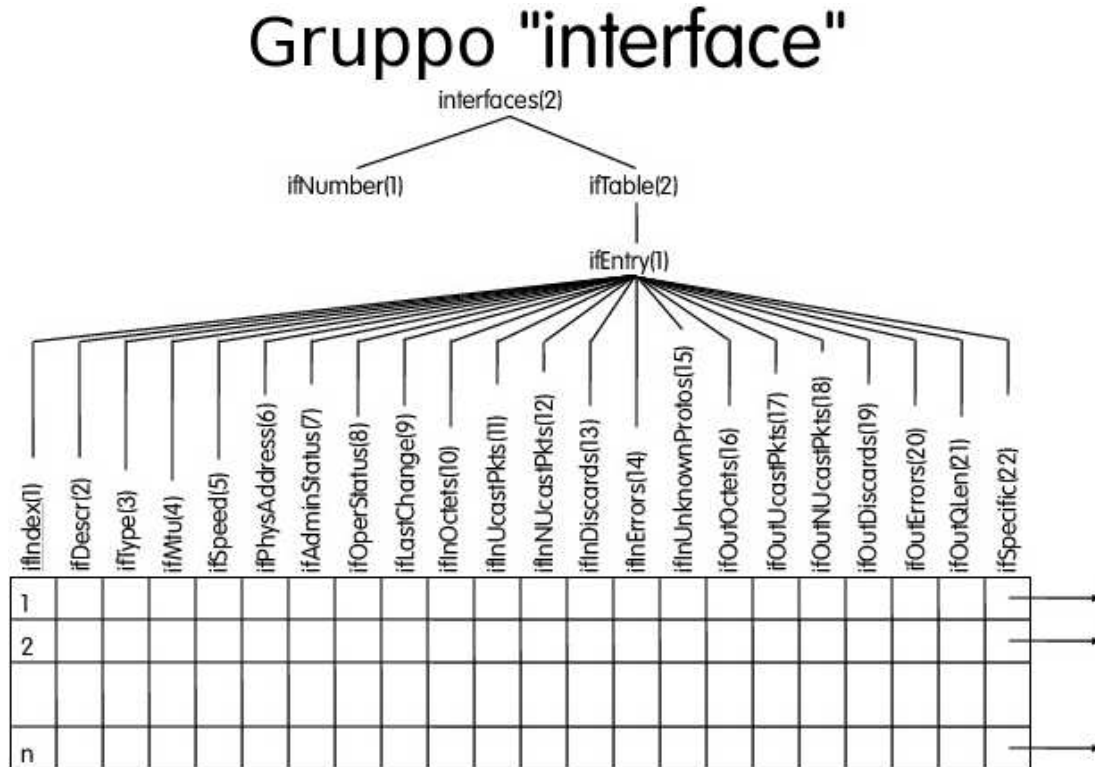 Gruppo "interface"
interfaces(2)
ifNumber(1)
ifTable(2)
ifEntry(1)
ifIndex(1)
ifDescr(2)
ifType(3)
ifMtu(4)
ifSpeed(5)
ifPhysAddress(6)
ifAdminStatus(7)
ifOperStatus(8)
ifLastChange(9)
ifInOctets(10)
ifInUcastPkts(11)
ifInNUcastPkts(12)
ifInDiscards(13)
ifInErrors(14)
ifInUnknownProtos(15)
ifOutOctets(16)
ifOutUcastPkts(17)
ifOutNUcastPkts(18)
ifOutDiscards(19)
ifOutErrors(20)
ifOutQLen(21)
ifSpecific(22)
1
2
n